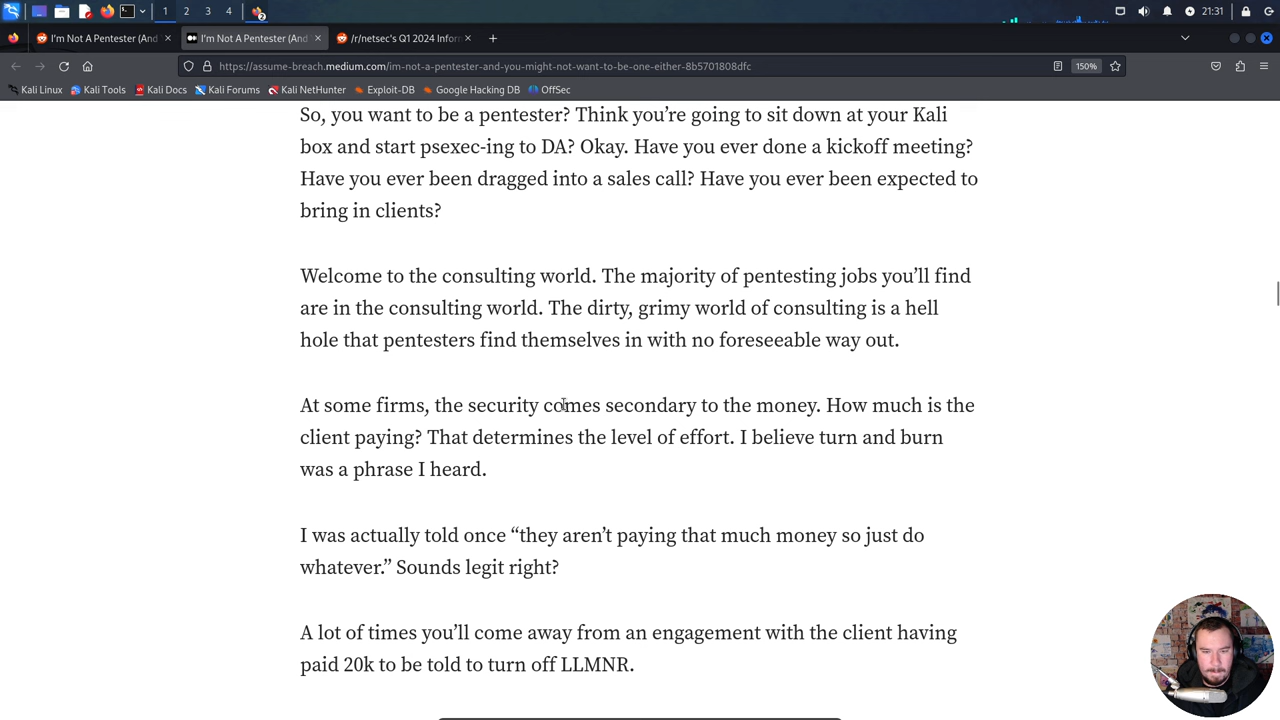 1 2 3 4 2 21:31
I'm Not A Pentester (And × I'm Not A Pentester (And × /r/netsec's Q1 2024 Infor × +
https://assume-breach.medium.com/im-not-a-pentester-and-you-might-not-want-to-be-one-either-8b5701808dfc 150%
Kali Linux Kali Tools Kali Docs Kali Forums Kali NetHunter Exploit-DB Google Hacking DB OffSec
So, you want to be a pentester? Think you're going to sit down at your Kali
box and start psexec-ing to DA? Okay. Have you ever done a kickoff meeting?
Have you ever been dragged into a sales call? Have you ever been expected to
bring in clients?
Welcome to the consulting world. The majority of pentesting jobs you'll find
are in the consulting world. The dirty, grimy world of consulting is a hell
hole that pentesters find themselves in with no foreseeable way out.
At some firms, the security comes secondary to the money. How much is the
client paying? That determines the level of effort. I believe turn and burn
was a phrase I heard.
I was actually told once “they aren't paying that much money so just do
whatever.” Sounds legit right?
A lot of times you'll come away from an engagement with the client having
paid 20k to be told to turn off LLMNR.